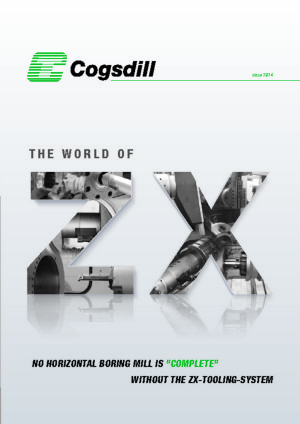 Cogsdill
since 1914
THE WORLD OF
ZX
NO HORIZONTAL BORING MILL IS "COMPLETE"
WITHOUT THE ZX-TOOLING-SYSTEM